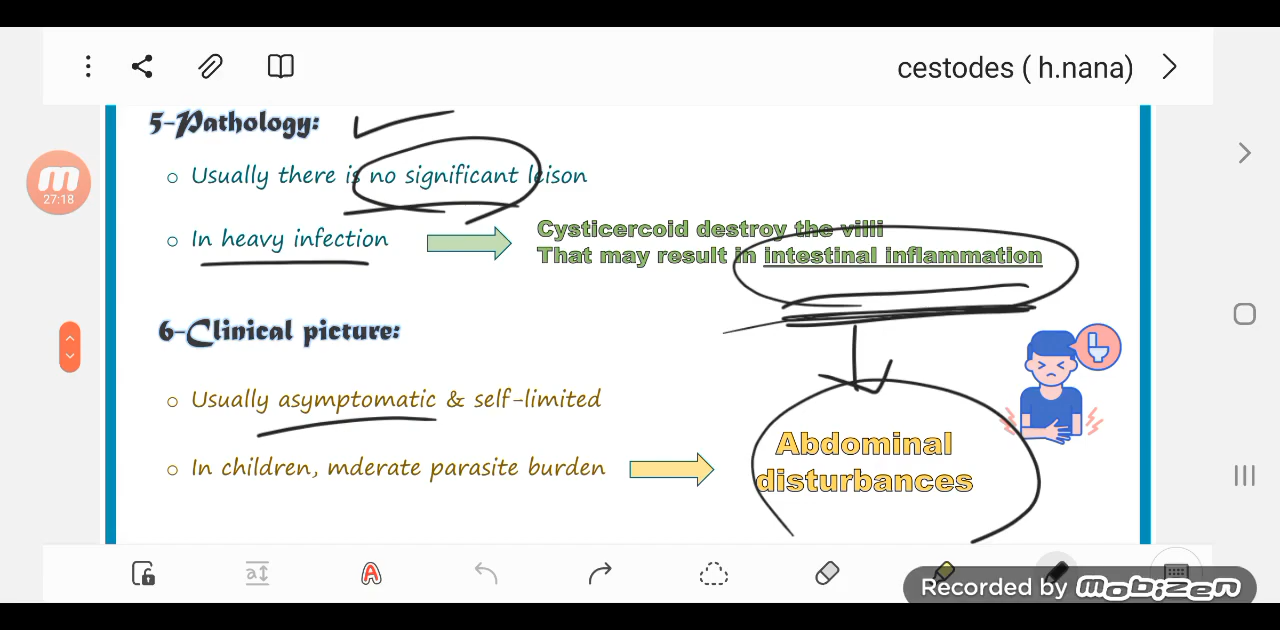 cestodes ( h.nana)
5-Pathology:
Usually there is no significant leison
In heavy infection
Cysticercoid destroy the villi
That may result in intestinal inflammation
6-Clinical picture:
Usually asymptomatic & self-limited
In children, mderate parasite burden
Abdominal
disturbances
27:18
Recorded by mobizen